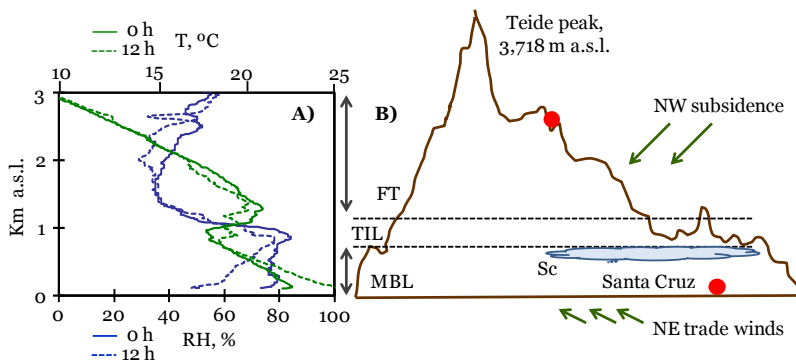 0 h
12 h
T, ºC
10 15 20 25
3
2
1
0
Km a.s.l.
A)
0 20 40 60 80 100
0 h
12 h
RH, %
B)
Teide peak,
3,718 m a.s.l.
NW subsidence
FT
TIL
MBL
Sc
Santa Cruz
NE trade winds